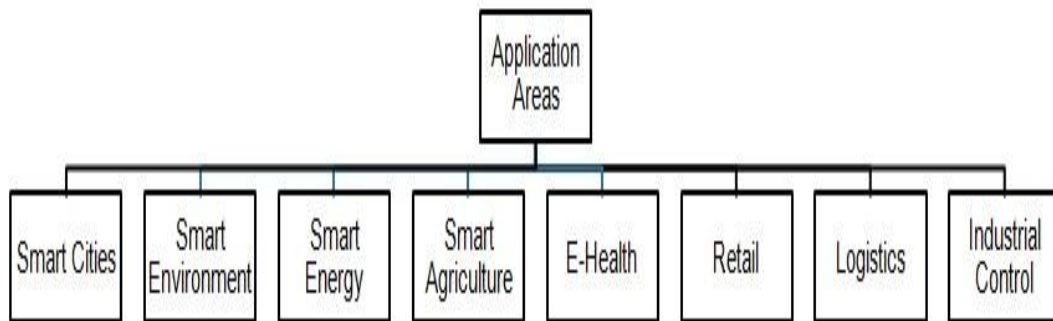 Application
Areas
Smart Cities
Smart
Environment
Smart
Energy
Smart
Agriculture
E-Health
Retail
Logistics
Industrial
Control